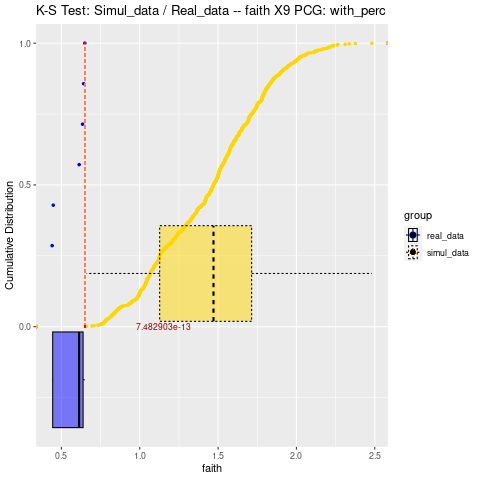 K-S Test: Simul_data / Real_data -- faith X9 PCG: with_perc
Cumulative Distribution
1.0
0.5
0.0
7.482903e-13
0.5
1.0
1.5
2.0
2.5
faith
group
real_data
simul_data